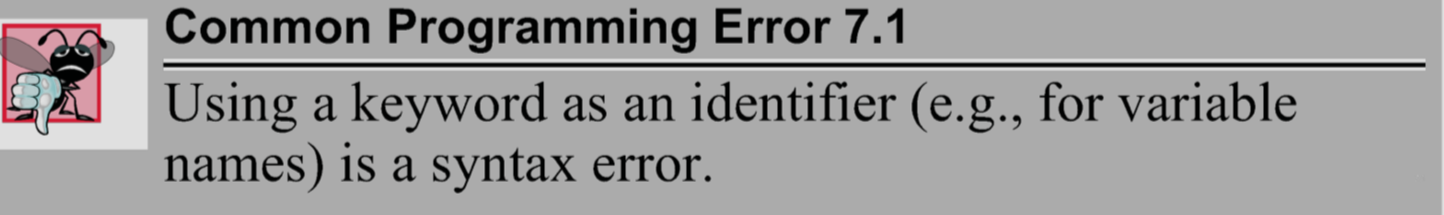 Common Programming Error 7.1
Using a keyword as an identifier (e.g., for variable
names) is a syntax error.